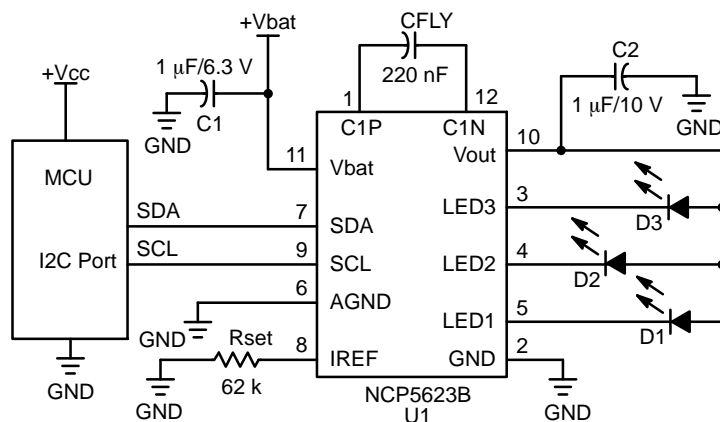 +Vbat
CFLY
C2
+Vcc
1 μF/6.3 V
220 nF
1 μF/10 V
GND
C1
1
12
C1P
C1N
GND
11
Vbat
Vout
10
MCU
SDA
7
SDA
LED3
3
D3
I2C Port
SCL
9
SCL
LED2
4
D2
6
AGND
GND
LED1
5
D1
Rset
8
IREF
GND
2
GND
62 k
GND
NCP5623B
U1
GND